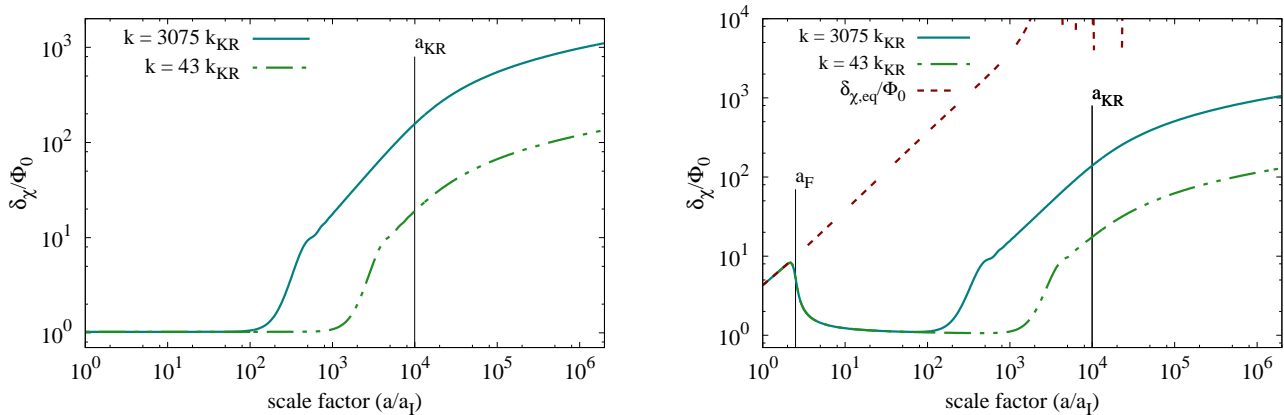 k = 3075 k_KR
k = 43 k_KR
a_KR
δ_χ/Φ_0
10^3
10^2
10^1
10^0
10^0 10^1 10^2 10^3 10^4 10^5 10^6
scale factor (a/a_I)
k = 3075 k_KR
k = 43 k_KR
δ_χ,eq/Φ_0
a_KR
a_F
δ_χ/Φ_0
10^4
10^3
10^2
10^1
10^0
10^0 10^1 10^2 10^3 10^4 10^5 10^6
scale factor (a/a_I)